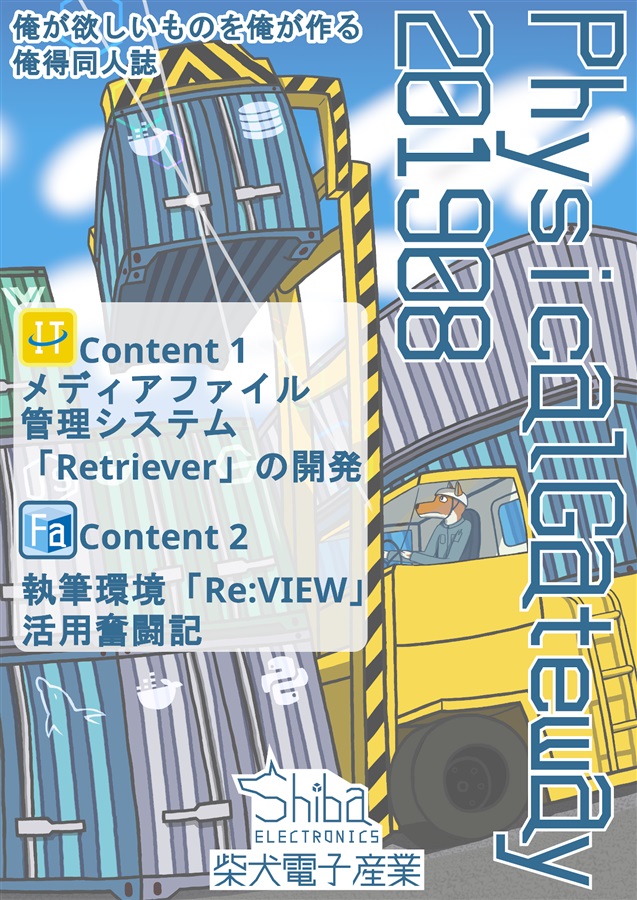 俺が欲しいものを俺が作る
俺得同人誌
PhysicalGateway
201908
IT
Content 1
メディアファイル
管理システム
「Retriever」の開発
Fa
Content 2
執筆環境「Re:VIEW」
活用奮闘記
Shiba
ELECTRONICS
柴犬電子産業